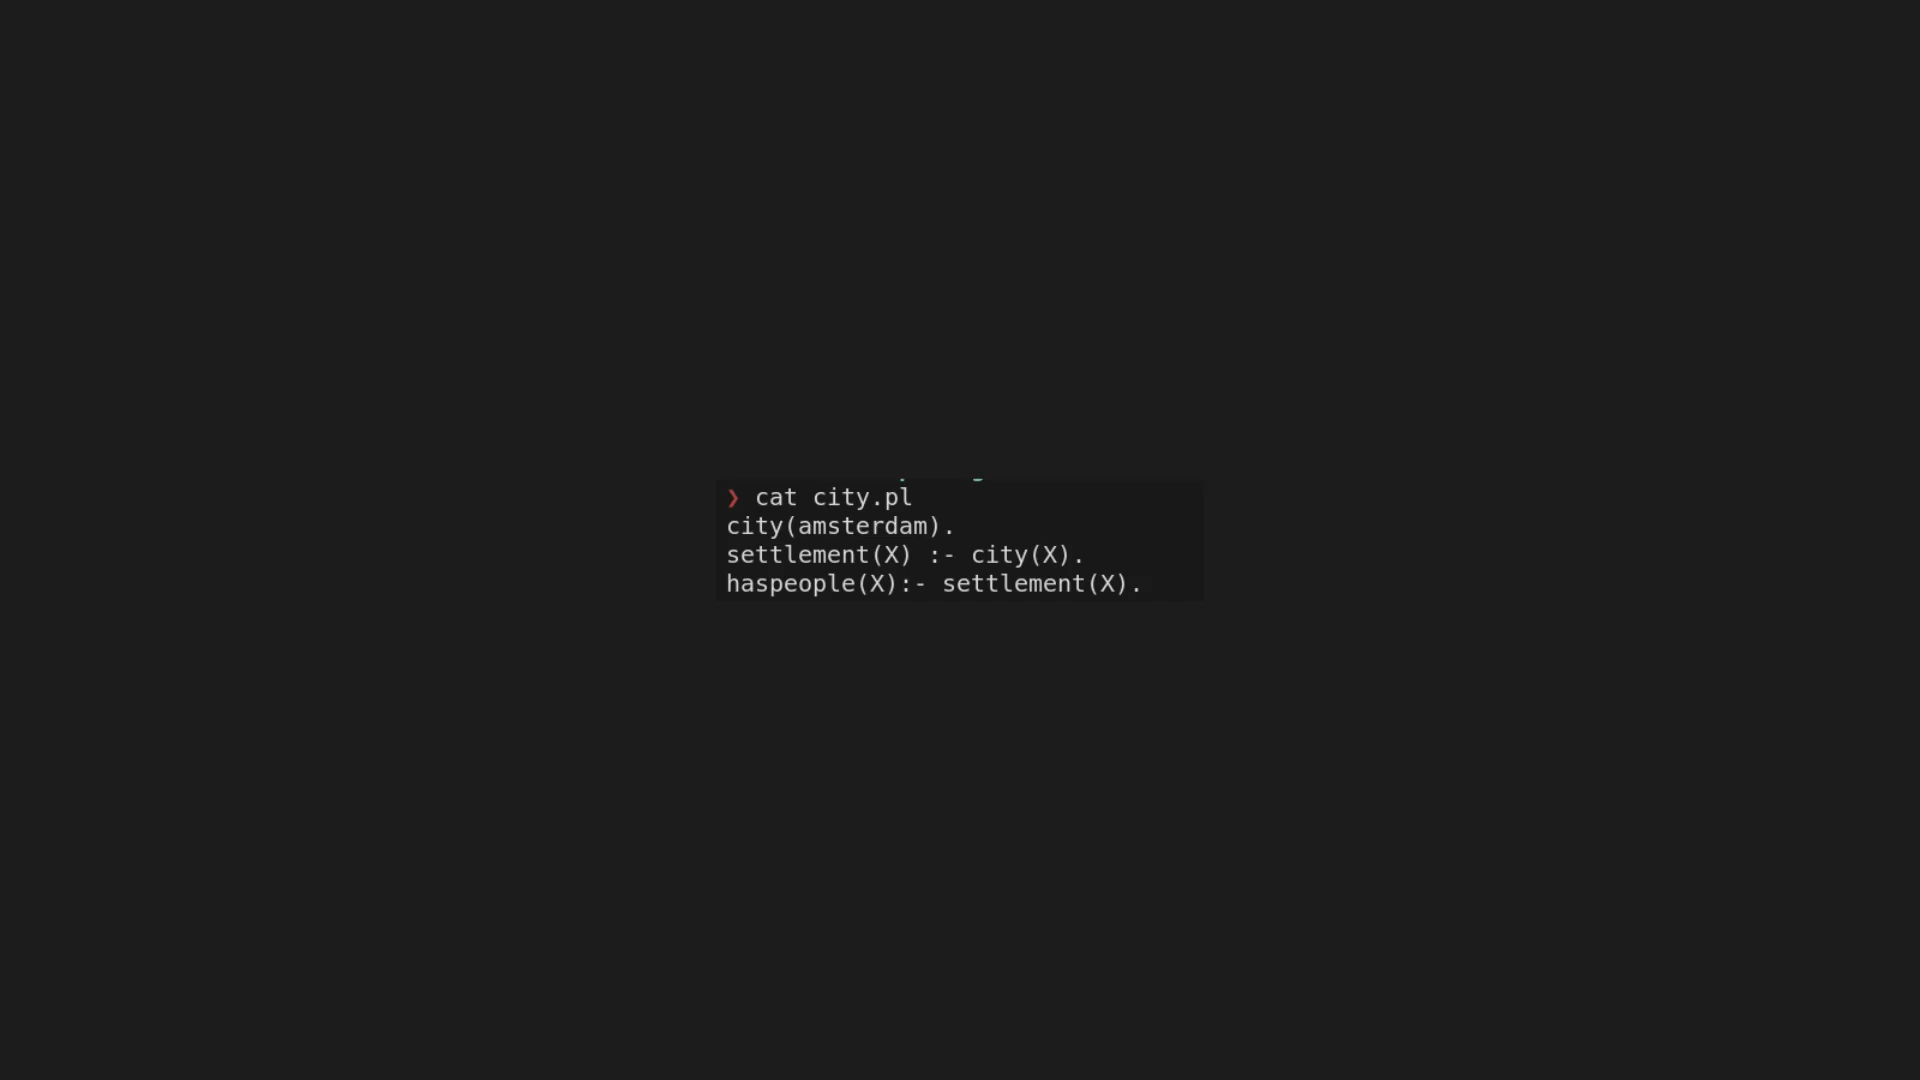 ❯ cat city.pl
city(amsterdam).
settlement(X) :- city(X).
haspeople(X):- settlement(X).